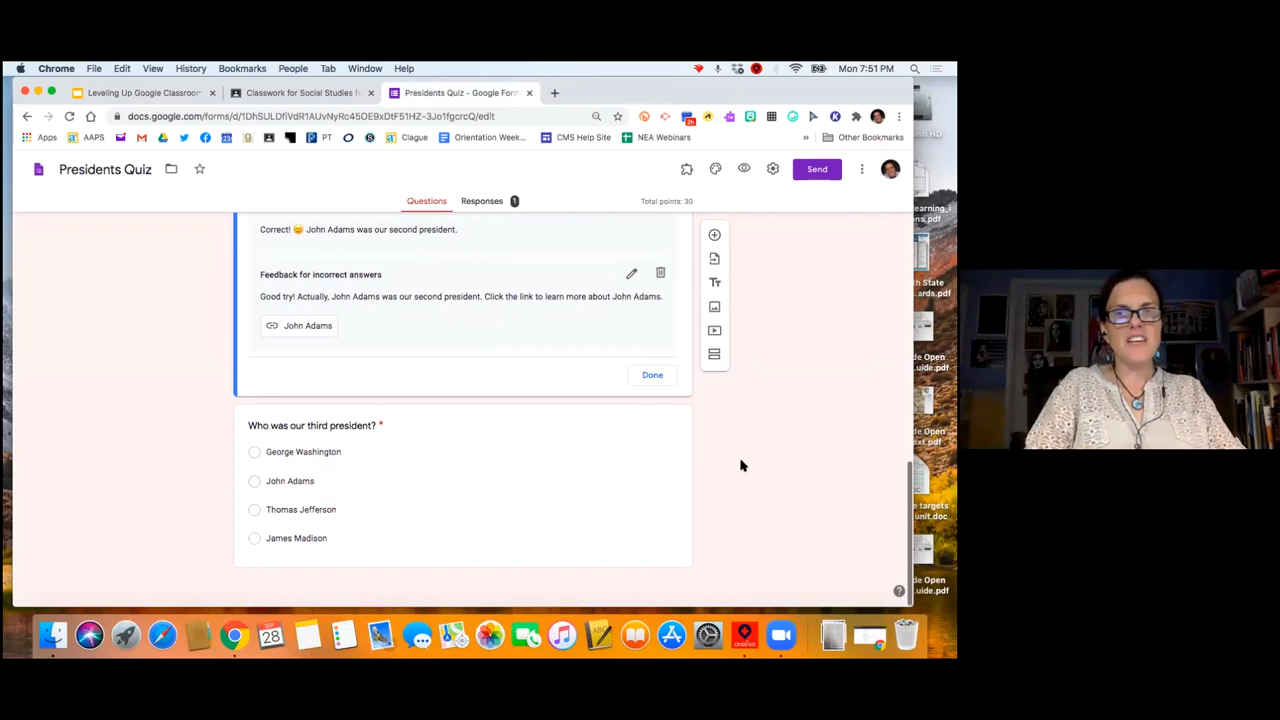 Chrome File Edit View History Bookmarks People Tab Window Help Mon 7:51 PM
Leveling Up Google Classroom Classwork for Social Studies f Presidents Quiz - Google Form
docs.google.com/forms/d/
Apps AAPS PT Clague Orientation Week... CMS Help Site NEA Webinars » Other Bookmarks
Presidents Quiz Send
Questions Responses 1 Total points: 30
Correct! John Adams was our second president.
Feedback for incorrect answers
Good try! Actually, John Adams was our second president. Click the link to learn more about John Adams.
John Adams
Done
Who was our third president? *
George Washington
John Adams
Thomas Jefferson
James Madison
SEP
28